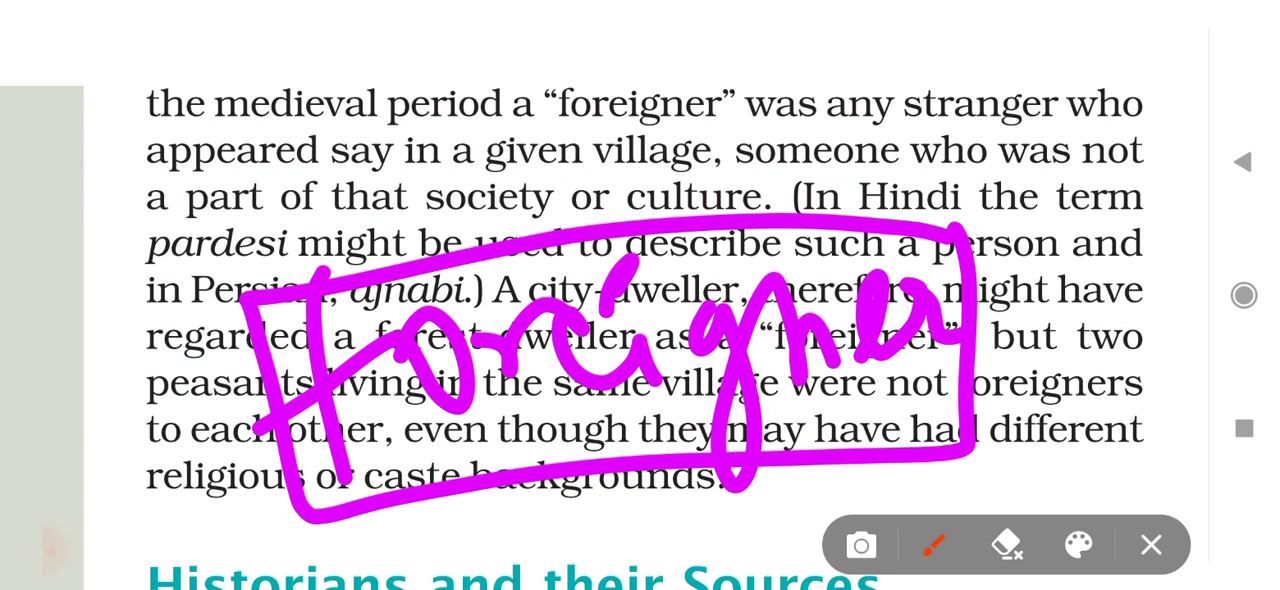 the medieval period a “foreigner” was any stranger who
appeared say in a given village, someone who was not
a part of that society or culture. (In Hindi the term
pardesi might be used to describe such a person and
in Persian, ajnabi.) A city-dweller, therefore, might have
regarded a forest-dweller as a “foreigner”, but two
peasants living in the same village were not foreigners
to each other, even though they may have had different
religious or caste backgrounds.
Foreigner
Historians and their Sources